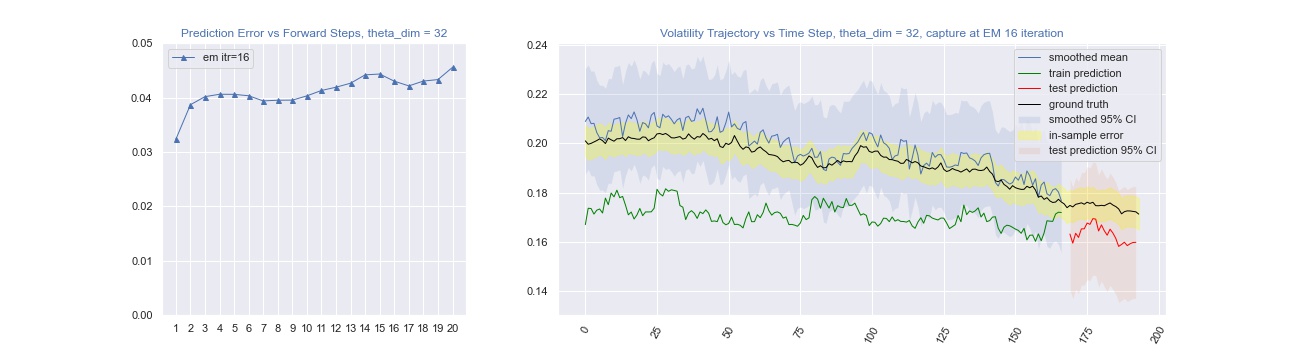 Prediction Error vs Forward Steps, theta_dim = 32
0.05
0.04
0.03
0.02
0.01
0.00
em itr=16
1 2 3 4 5 6 7 8 9 10 11 12 13 14 15 16 17 18 19 20
Volatility Trajectory vs Time Step, theta_dim = 32, capture at EM 16 iteration
0.24
0.22
0.20
0.18
0.16
0.14
smoothed mean
train prediction
test prediction
ground truth
smoothed 95% CI
in-sample error
test prediction 95% CI
0 25 50 75 100 125 150 175 200